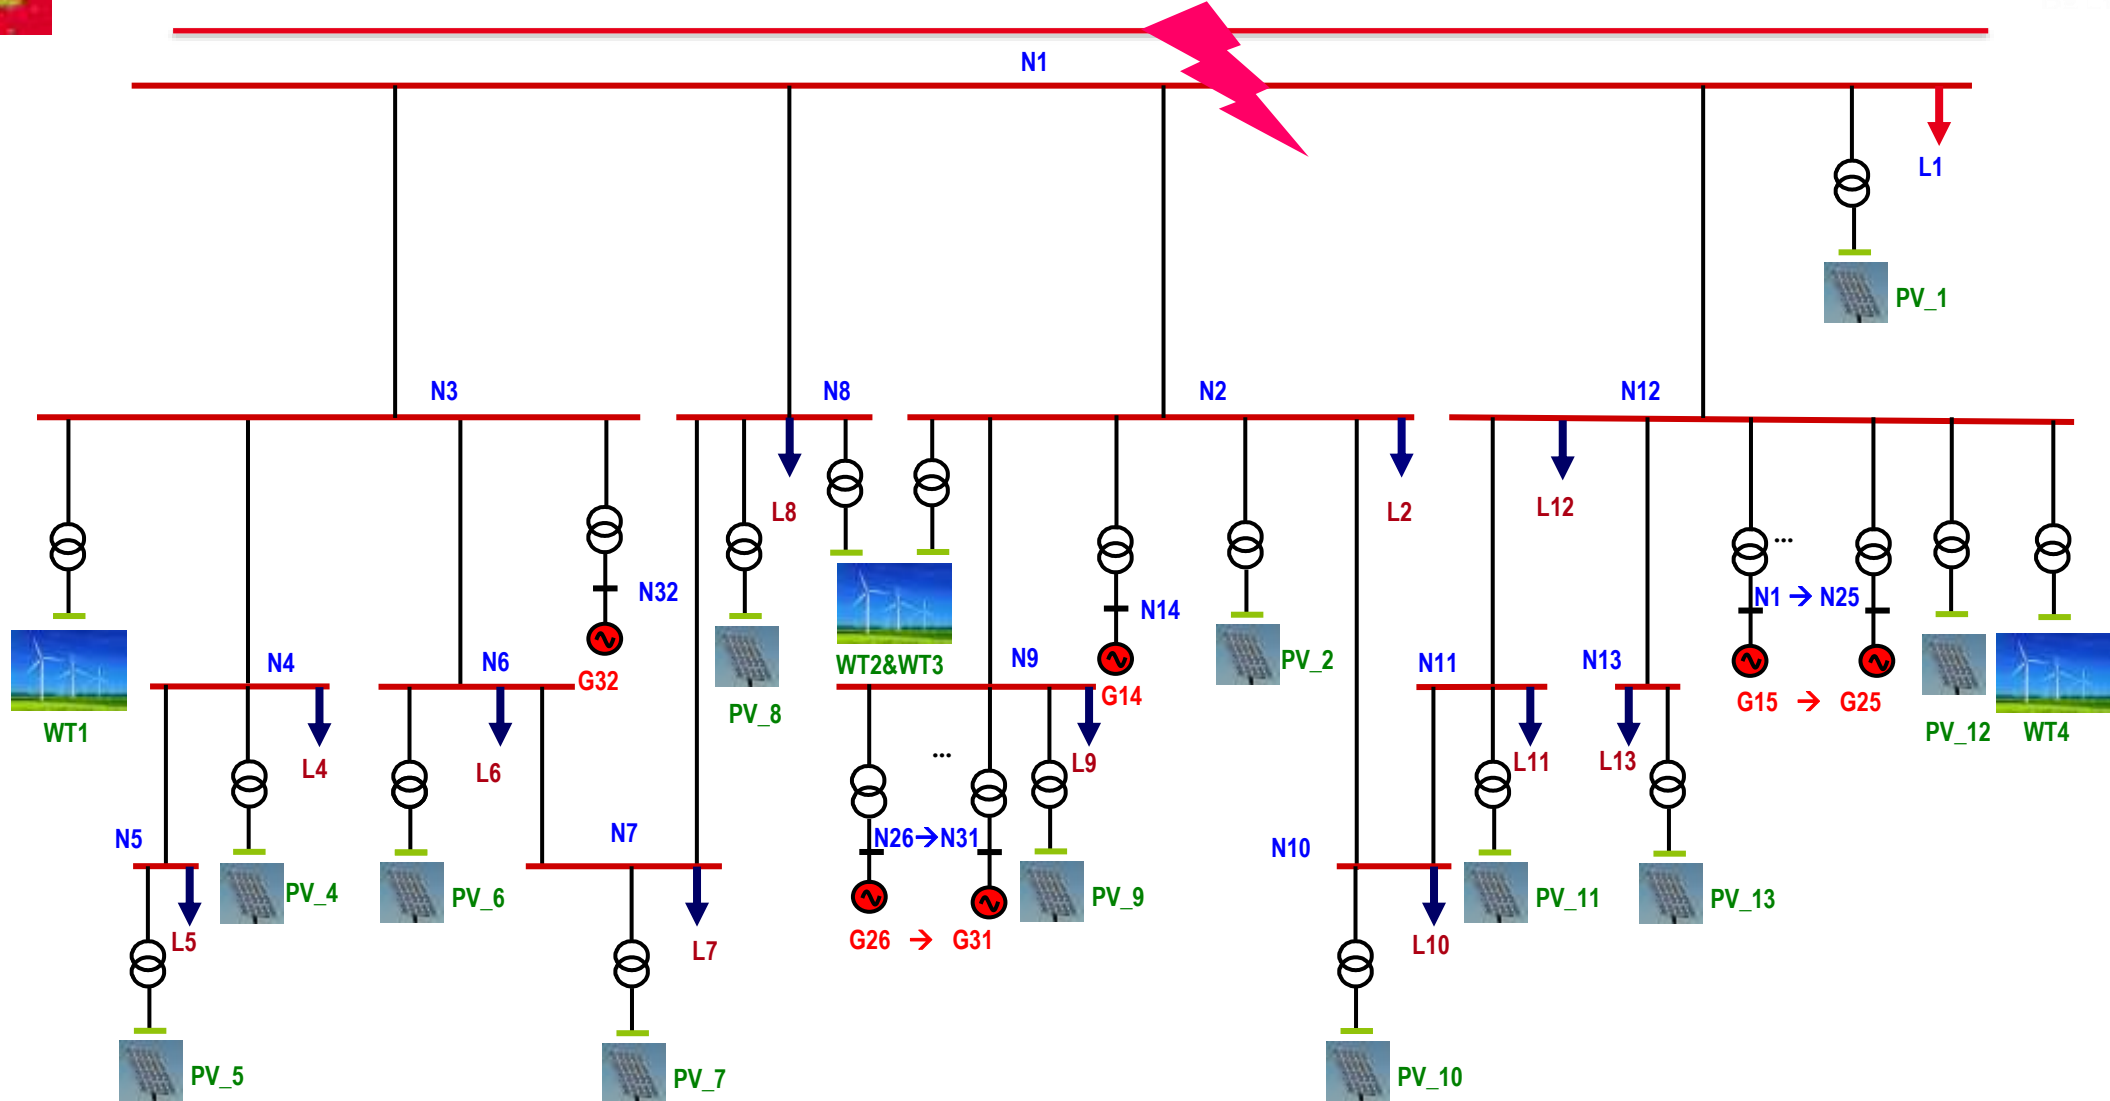 N1
L1
PV_1
N3
N8
N2
N12
L8
L2
L12
...
N32
N14
N1 → N25
N4
N6
G32
WT2&WT3
N9
G14
PV_2
N11
N13
G15 → G25
WT1
PV_8
PV_12
WT4
L4
L6
...
L9
L11
L13
N5
N7
N26→N31
N10
PV_4
PV_6
PV_9
PV_11
PV_13
L5
L7
G26 → G31
L10
PV_5
PV_7
PV_10